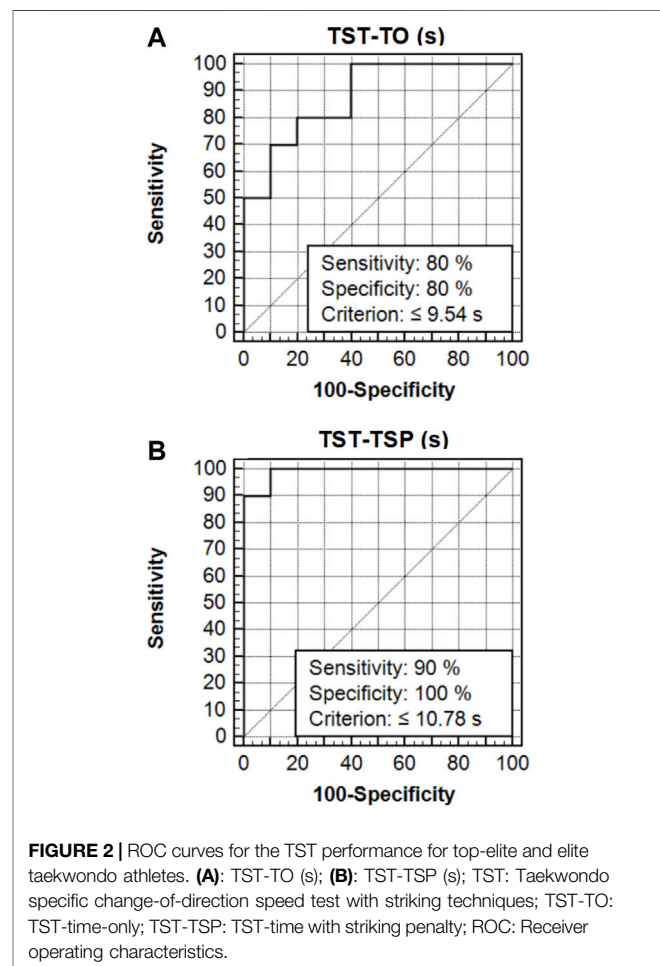 A
TST-TO (s)
100
90
80
70
60
50
40
30
20
10
0
Sensitivity
Sensitivity: 80 %
Specificity: 80 %
Criterion: ≤ 9.54 s
0 20 40 60 80 100
100-Specificity
B
TST-TSP (s)
100
90
80
70
60
50
40
30
20
10
0
Sensitivity
Sensitivity: 90 %
Specificity: 100 %
Criterion: ≤ 10.78 s
0 20 40 60 80 100
100-Specificity
FIGURE 2 | ROC curves for the TST performance for top-elite and elite
taekwondo athletes. (A): TST-TO (s); (B): TST-TSP (s); TST: Taekwondo
specific change-of-direction speed test with striking techniques; TST-TO:
TST-time-only; TST-TSP: TST-time with striking penalty; ROC: Receiver
operating characteristics.